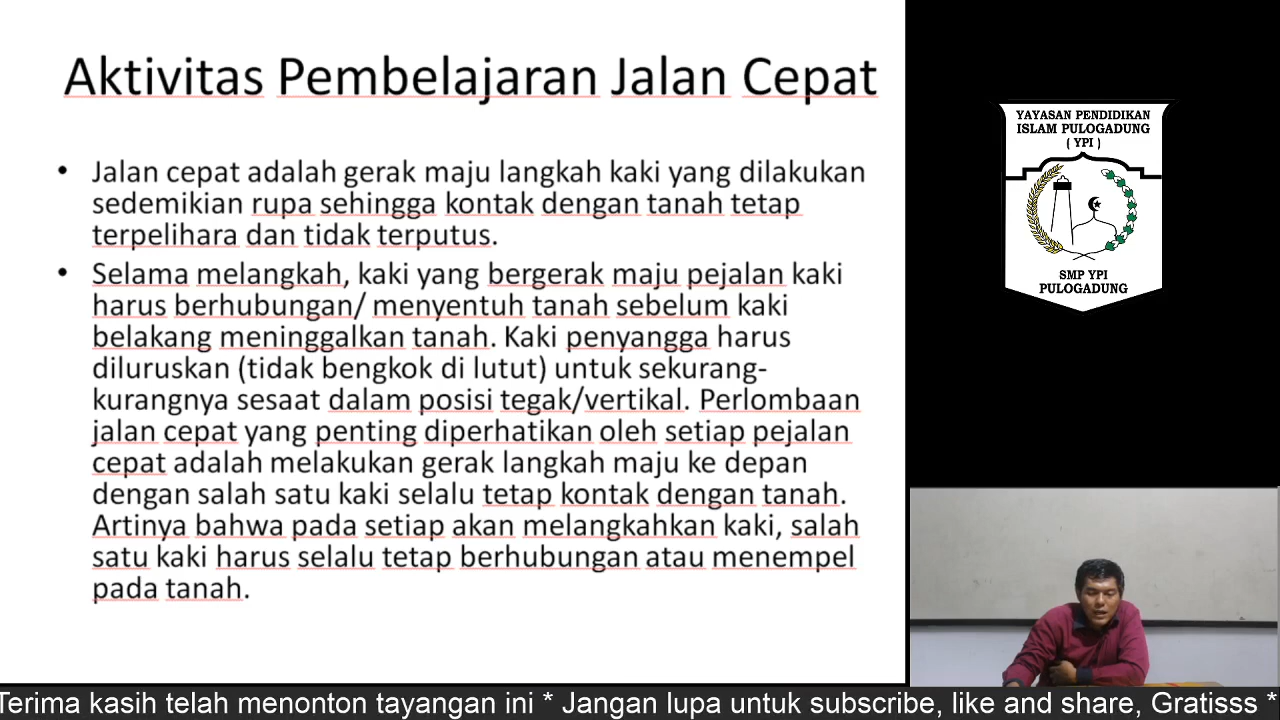 Aktivitas Pembelajaran Jalan Cepat
• Jalan cepat adalah gerak maju langkah kaki yang dilakukan
sedemikian rupa sehingga kontak dengan tanah tetap
terpelihara dan tidak terputus.
• Selama melangkah, kaki yang bergerak maju pejalan kaki
harus berhubungan/ menyentuh tanah sebelum kaki
belakang meninggalkan tanah. Kaki penyangga harus
diluruskan (tidak bengkok di lutut) untuk sekurang-
kurangnya sesaat dalam posisi tegak/vertikal. Perlombaan
jalan cepat yang penting diperhatikan oleh setiap pejalan
cepat adalah melakukan gerak langkah maju ke depan
dengan salah satu kaki selalu tetap kontak dengan tanah.
Artinya bahwa pada setiap akan melangkahkan kaki, salah
satu kaki harus selalu tetap berhubungan atau menempel
pada tanah.
YAYASAN PENDIDIKAN
ISLAM PULOGADUNG
( YPI )
SMP YPI
PULOGADUNG
Terima kasih telah menonton tayangan ini * Jangan lupa untuk subscribe, like and share, Gratisss *